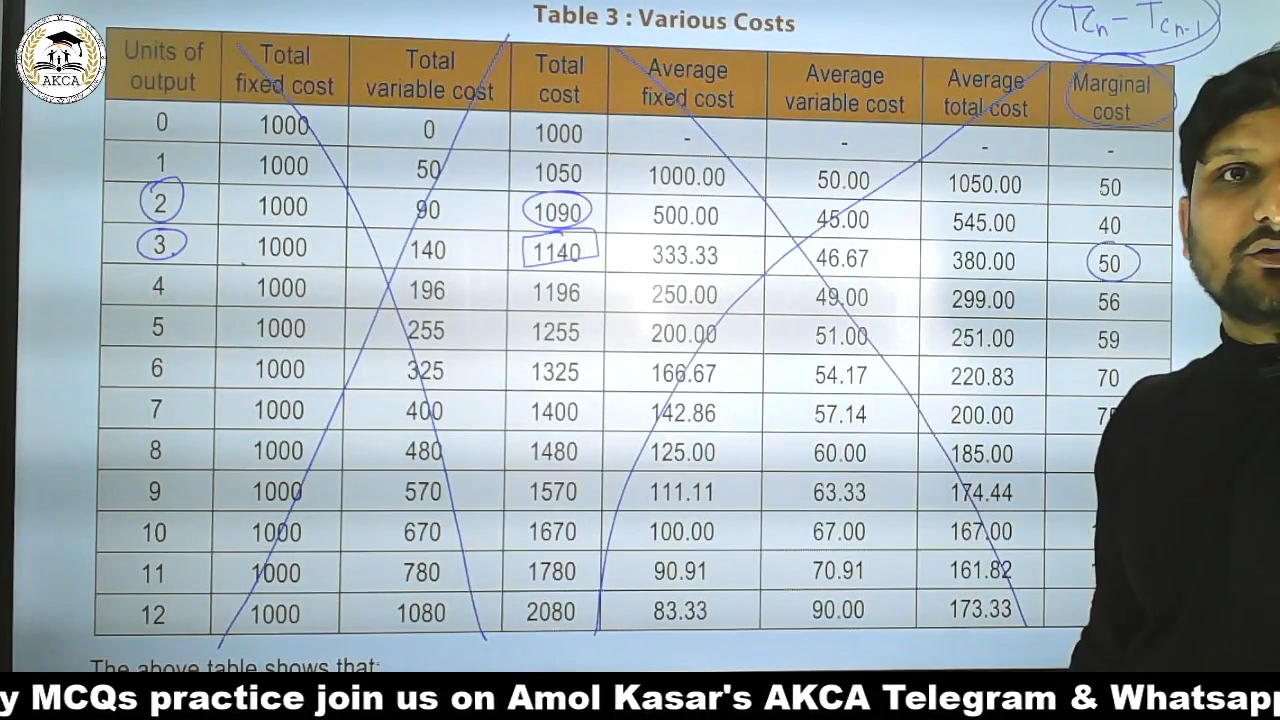 Table 3 : Various Costs
TCn - TCn-1
AKCA
Units of output | Total fixed cost | Total variable cost | Total cost | Average fixed cost | Average variable cost | Average total cost | Marginal cost
0 | 1000 | 0 | 1000 | - | - | - | -
1 | 1000 | 50 | 1050 | 1000.00 | 50.00 | 1050.00 | 50
2 | 1000 | 90 | 1090 | 500.00 | 45.00 | 545.00 | 40
3 | 1000 | 140 | 1140 | 333.33 | 46.67 | 380.00 | 50
4 | 1000 | 196 | 1196 | 250.00 | 49.00 | 299.00 | 56
5 | 1000 | 255 | 1255 | 200.00 | 51.00 | 251.00 | 59
6 | 1000 | 325 | 1325 | 166.67 | 54.17 | 220.83 | 70
7 | 1000 | 400 | 1400 | 142.86 | 57.14 | 200.00
8 | 1000 | 480 | 1480 | 125.00 | 60.00 | 185.00
9 | 1000 | 570 | 1570 | 111.11 | 63.33 | 174.44
10 | 1000 | 670 | 1670 | 100.00 | 67.00 | 167.00
11 | 1000 | 780 | 1780 | 90.91 | 70.91 | 161.82
12 | 1000 | 1080 | 2080 | 83.33 | 90.00 | 173.33
The above table shows that:
y MCQs practice join us on Amol Kasar's AKCA Telegram & Whatsapp